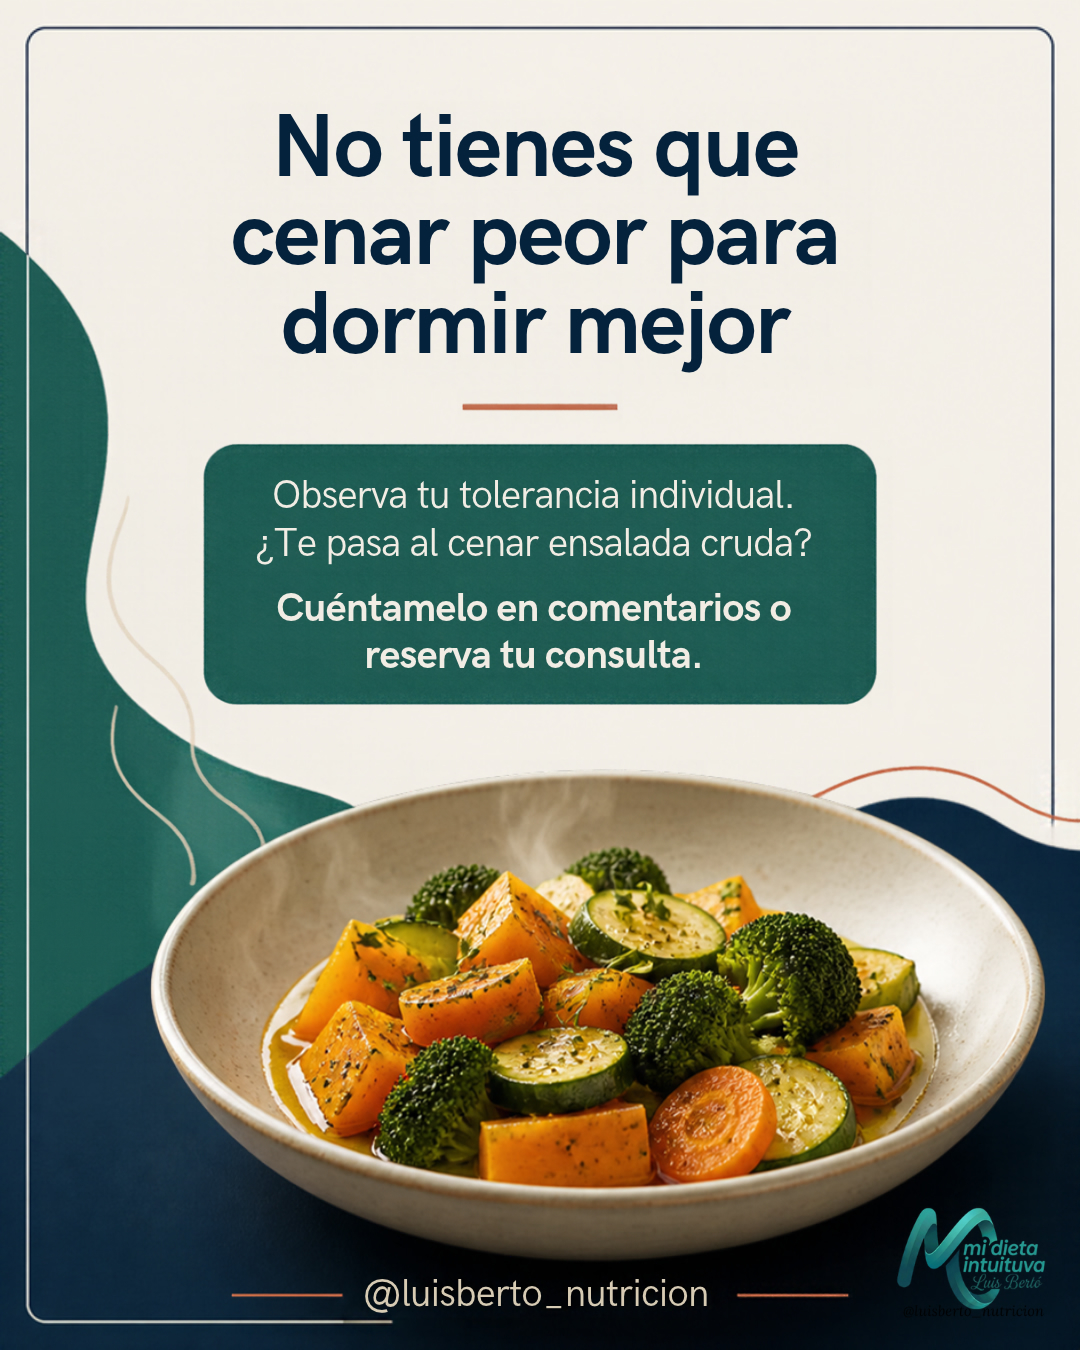 No tienes que
cenar peor para
dormir mejor
Observa tu tolerancia individual.
¿Te pasa al cenar ensalada cruda?
Cuéntamelo en comentarios o
reserva tu consulta.
mi dieta
intuituva
Luis Bertó
@luisberto_nutricion
@luisberto_nutricion